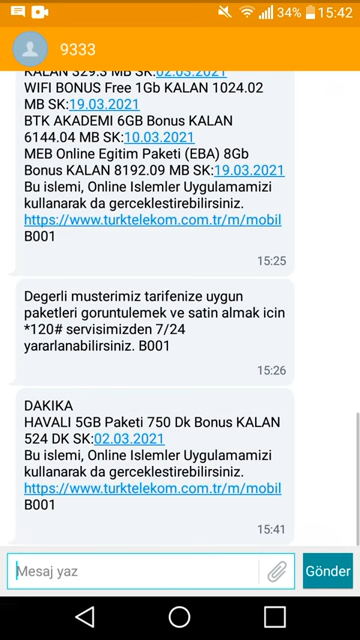 34% 15:42
9333
KALAN 329.3 MB SK:02.03.2021
WIFI BONUS Free 1Gb KALAN 1024.02
MB SK:19.03.2021
BTK AKADEMI 6GB Bonus KALAN
6144.04 MB SK:10.03.2021
MEB Online Egitim Paketi (EBA) 8Gb
Bonus KALAN 8192.09 MB SK:19.03.2021
Bu islemi, Online Islemler Uygulamamizi
kullanarak da gerceklestirebilirsiniz.
https://www.turktelekom.com.tr/m/mobil
B001
15:25
Degerli musterimiz tarifenize uygun
paketleri goruntulemek ve satin almak icin
*120# servisimizden 7/24
yararlanabilirsiniz. B001
15:26
DAKIKA
HAVALI 5GB Paketi 750 Dk Bonus KALAN
524 DK SK:02.03.2021
Bu islemi, Online Islemler Uygulamamizi
kullanarak da gerceklestirebilirsiniz.
https://www.turktelekom.com.tr/m/mobil
B001
15:41
Mesaj yaz
Gönder